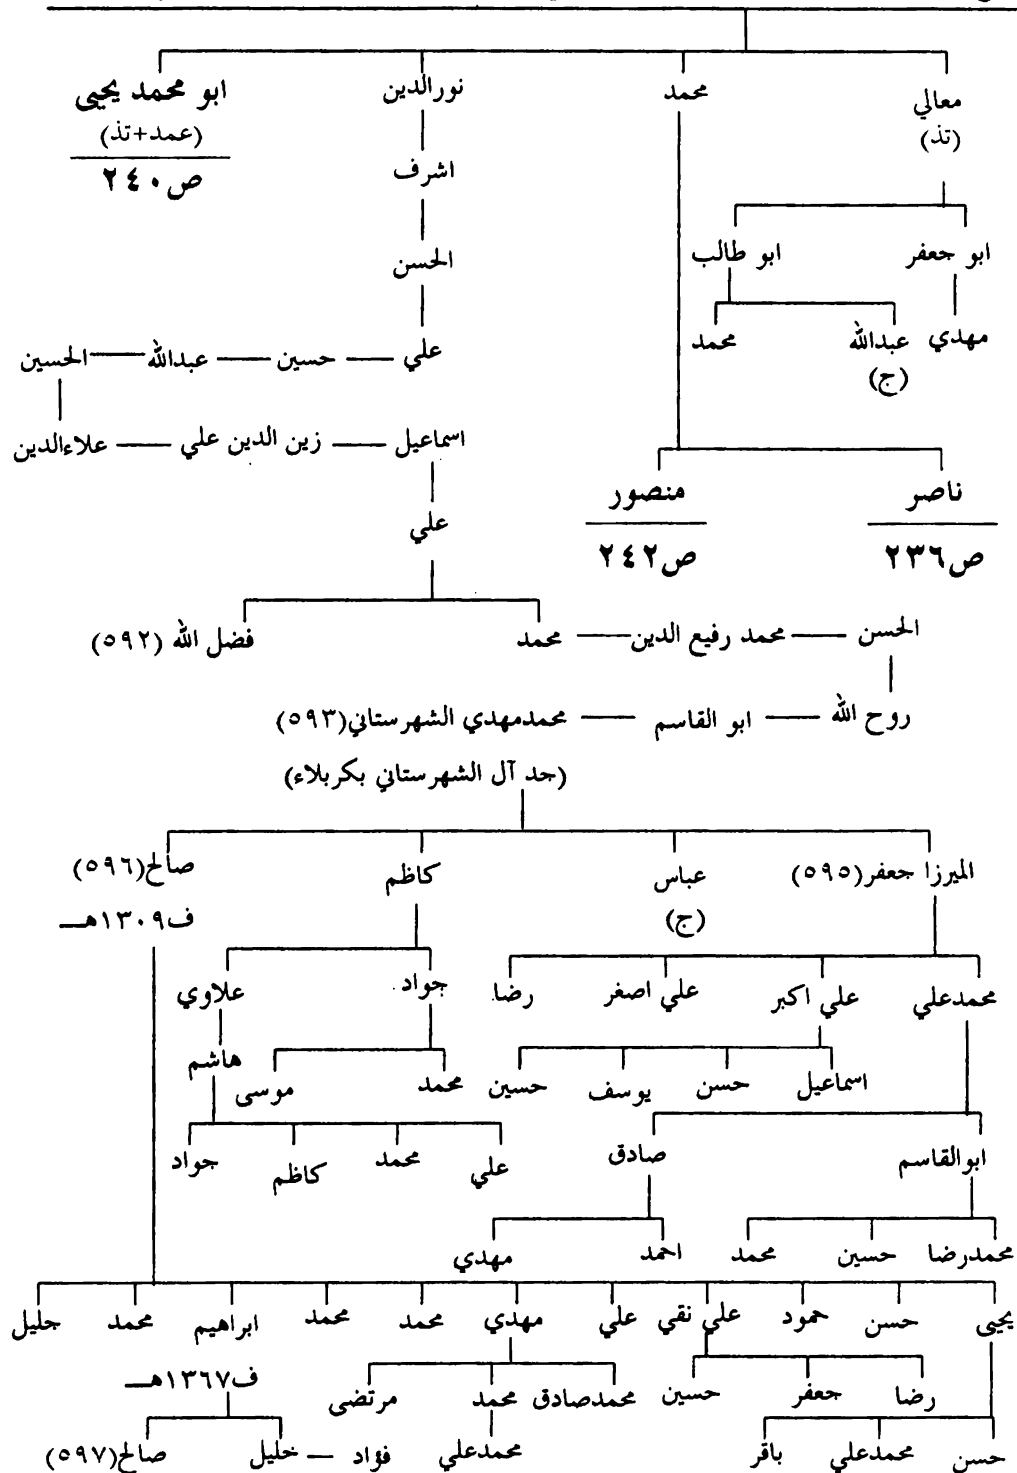 معالي محمد نورالدين ابو محمد يحيى
(تذ) (عمد+تذ)
اشرف ص٢٤٠
ابو جعفر ابو طالب الحسن
مهدي عبدالله محمد علي — حسين — عبدالله — الحسين
(ج)
اسماعيل — زين الدين علي — علاءالدين
ناصر منصور
ص٢٣٦ ص٢٤٢ علي
الحسن — محمد رفيع الدين — محمد فضل الله (٥٩٢)
روح الله — ابو القاسم — محمدمهدي الشهرستاني(٥٩٣)
(جد آل الشهرستاني بكربلاء)
الميرزا جعفر(٥٩٥) عباس كاظم صالح(٥٩٦)
(ج) ف١٣٠٩هـ
محمدعلي علي اكبر علي اصغر رضا جواد علاوي
اسماعيل حسن يوسف حسين محمد موسى هاشم
ابوالقاسم صادق علي محمد كاظم جواد
محمدرضا حسين محمد احمد مهدي
يحيى حسن حمود علي نقي علي مهدي محمد محمد ابراهيم محمد جليل
رضا جعفر حسين محمدصادق محمد مرتضى ف١٣٦٧هـ
حسن محمدعلي باقر محمدعلي فؤاد — خليل صالح(٥٩٧)